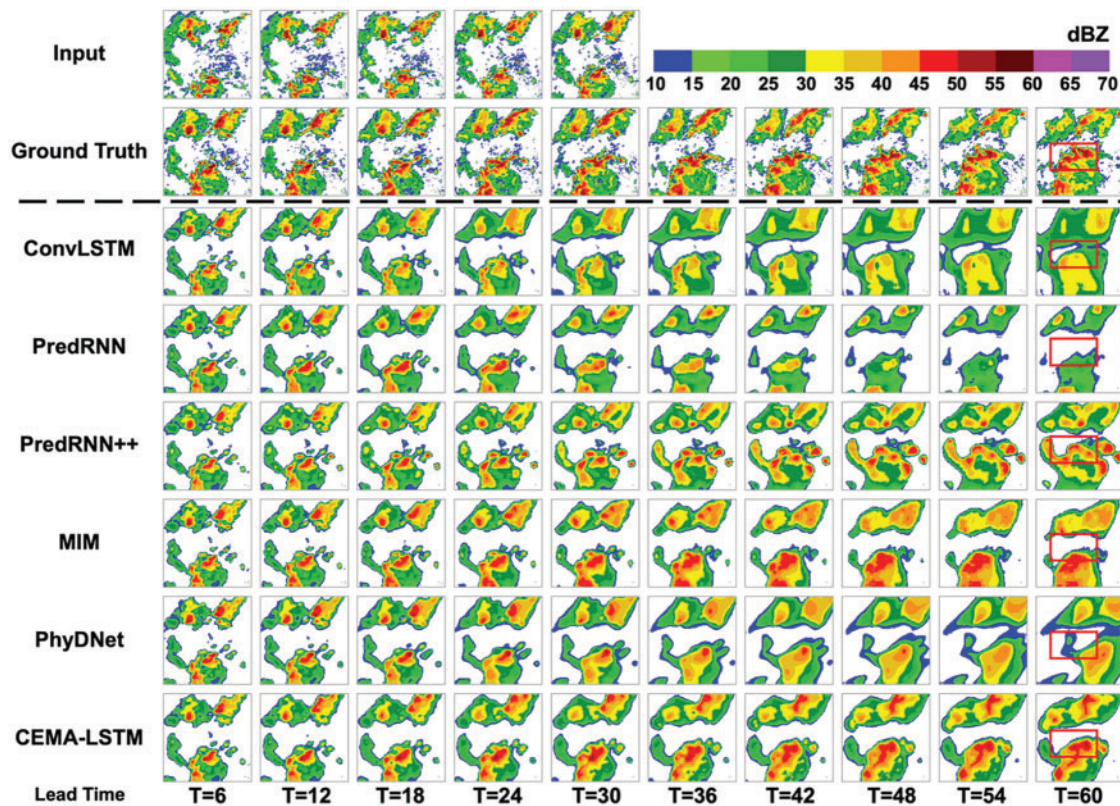 Input
dBZ
10 15 20 25 30 35 40 45 50 55 60 65 70
Ground Truth
ConvLSTM
PredRNN
PredRNN++
MIM
PhyDNet
CEMA-LSTM
Lead Time T=6 T=12 T=18 T=24 T=30 T=36 T=42 T=48 T=54 T=60